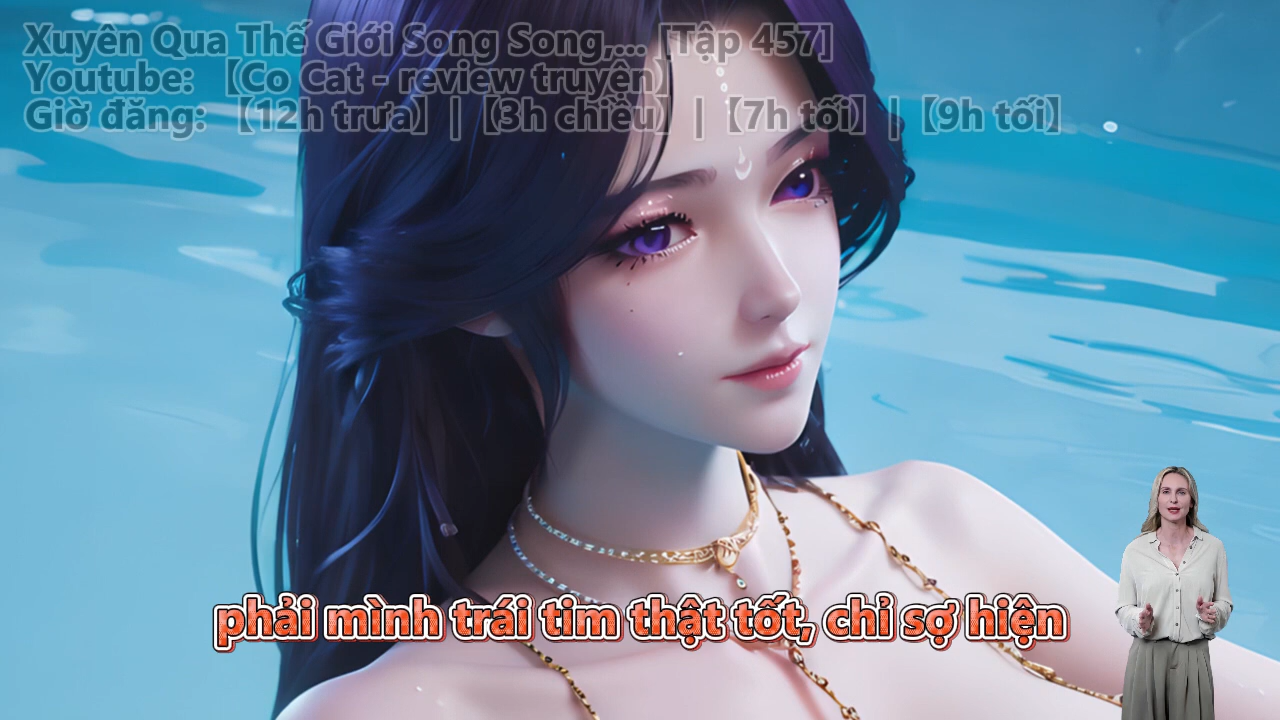 Xuyên Qua Thế Giới Song Song,... [Tập 457]
Youtube: 【Co Cat - review truyện】
Giờ đăng: 【12h trưa】 | 【3h chiều】 | 【7h tối】 | 【9h tối】
phải mình trái tim thật tốt, chỉ sợ hiện